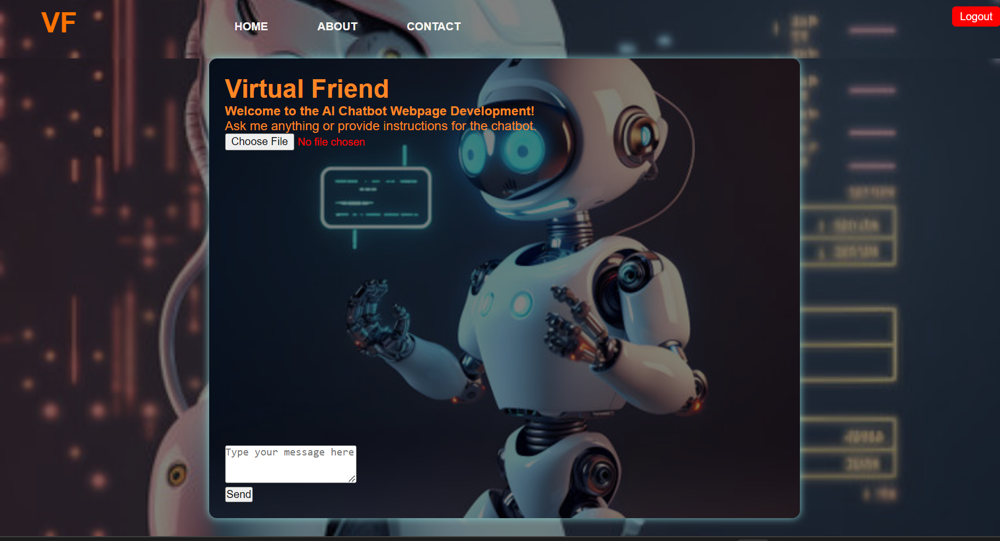 VF
HOME ABOUT CONTACT
Logout
Virtual Friend
Welcome to the AI Chatbot Webpage Development!
Ask me anything or provide instructions for the chatbot.
Choose File No file chosen
Type your message here
Send